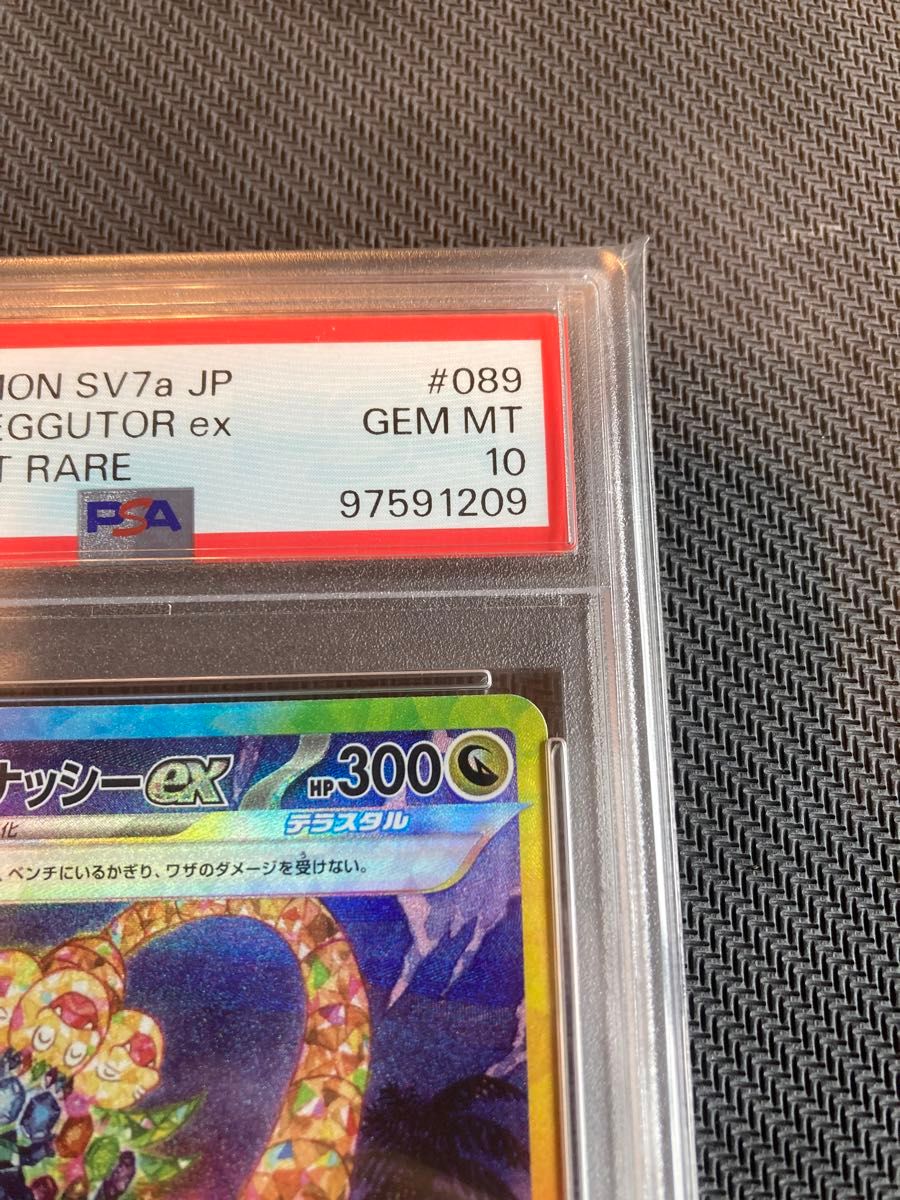 MON SV7a JP #089
EGGUTOR ex GEM MT
T RARE 10
PSA 97591209
ナッシーex HP300
化 テラスタル
、ベンチにいるかぎり、ワザのダメージを受けない。